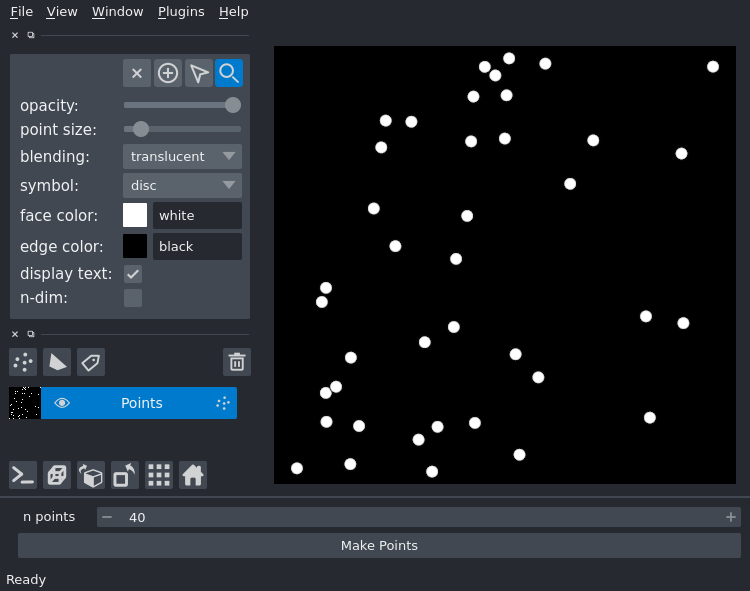 File View Window Plugins Help
opacity:
point size:
blending: translucent
symbol: disc
face color: white
edge color: black
display text:
n-dim:
Points
n points 40
Make Points
Ready